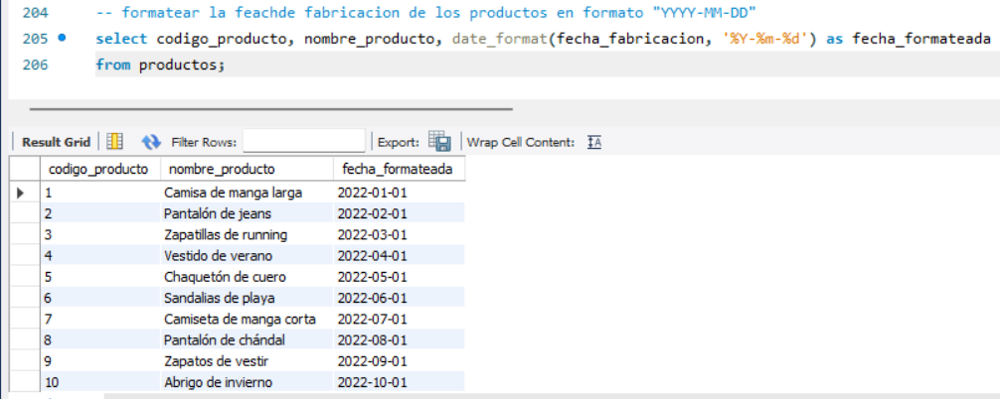 204 -- formatear la feachde fabricacion de los productos en formato "YYYY-MM-DD"
205 select codigo_producto, nombre_producto, date_format(fecha_fabricacion, '%Y-%m-%d') as fecha_formateada
206 from productos;
Result Grid Filter Rows: Export: Wrap Cell Content: IA
codigo_producto nombre_producto fecha_formateada
1 Camisa de manga larga 2022-01-01
2 Pantalón de jeans 2022-02-01
3 Zapatillas de running 2022-03-01
4 Vestido de verano 2022-04-01
5 Chaquetón de cuero 2022-05-01
6 Sandalias de playa 2022-06-01
7 Camiseta de manga corta 2022-07-01
8 Pantalón de chándal 2022-08-01
9 Zapatos de vestir 2022-09-01
10 Abrigo de invierno 2022-10-01